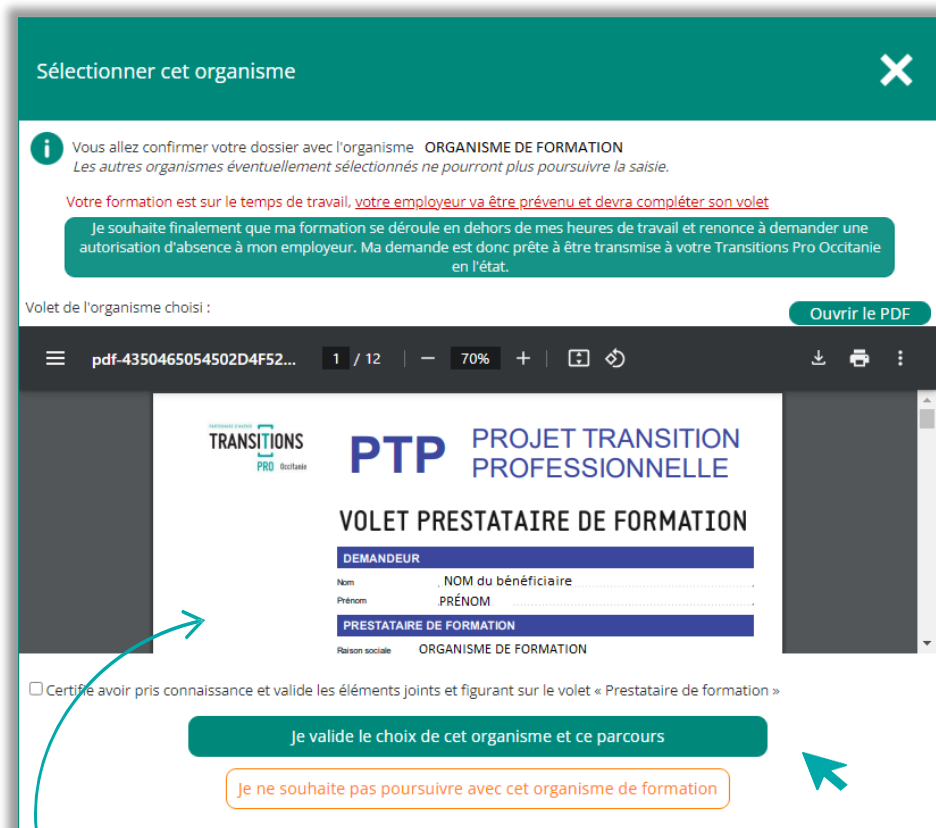 Sélectionner cet organisme
Vous allez confirmer votre dossier avec l'organisme ORGANISME DE FORMATION
Les autres organismes éventuellement sélectionnés ne pourront plus poursuivre la saisie.
Votre formation est sur le temps de travail, votre employeur va être prévenu et devra compléter son volet
Je souhaite finalement que ma formation se déroule en dehors de mes heures de travail et renonce à demander une
autorisation d'absence à mon employeur. Ma demande est donc prête à être transmise à votre Transitions Pro Occitanie
en l'état.
Volet de l'organisme choisi :
Ouvrir le PDF
pdf-4350465054502D4F52... 1 / 12 70%
TRANSITIONS
PRO Occitanie
PTP
PROJET TRANSITION
PROFESSIONNELLE
VOLET PRESTATAIRE DE FORMATION
DEMANDEUR
Nom NOM du bénéficiaire
Prénom PRÉNOM
PRESTATAIRE DE FORMATION
Raison sociale ORGANISME DE FORMATION
Certifie avoir pris connaissance et valide les éléments joints et figurant sur le volet « Prestataire de formation »
Je valide le choix de cet organisme et ce parcours
Je ne souhaite pas poursuivre avec cet organisme de formation